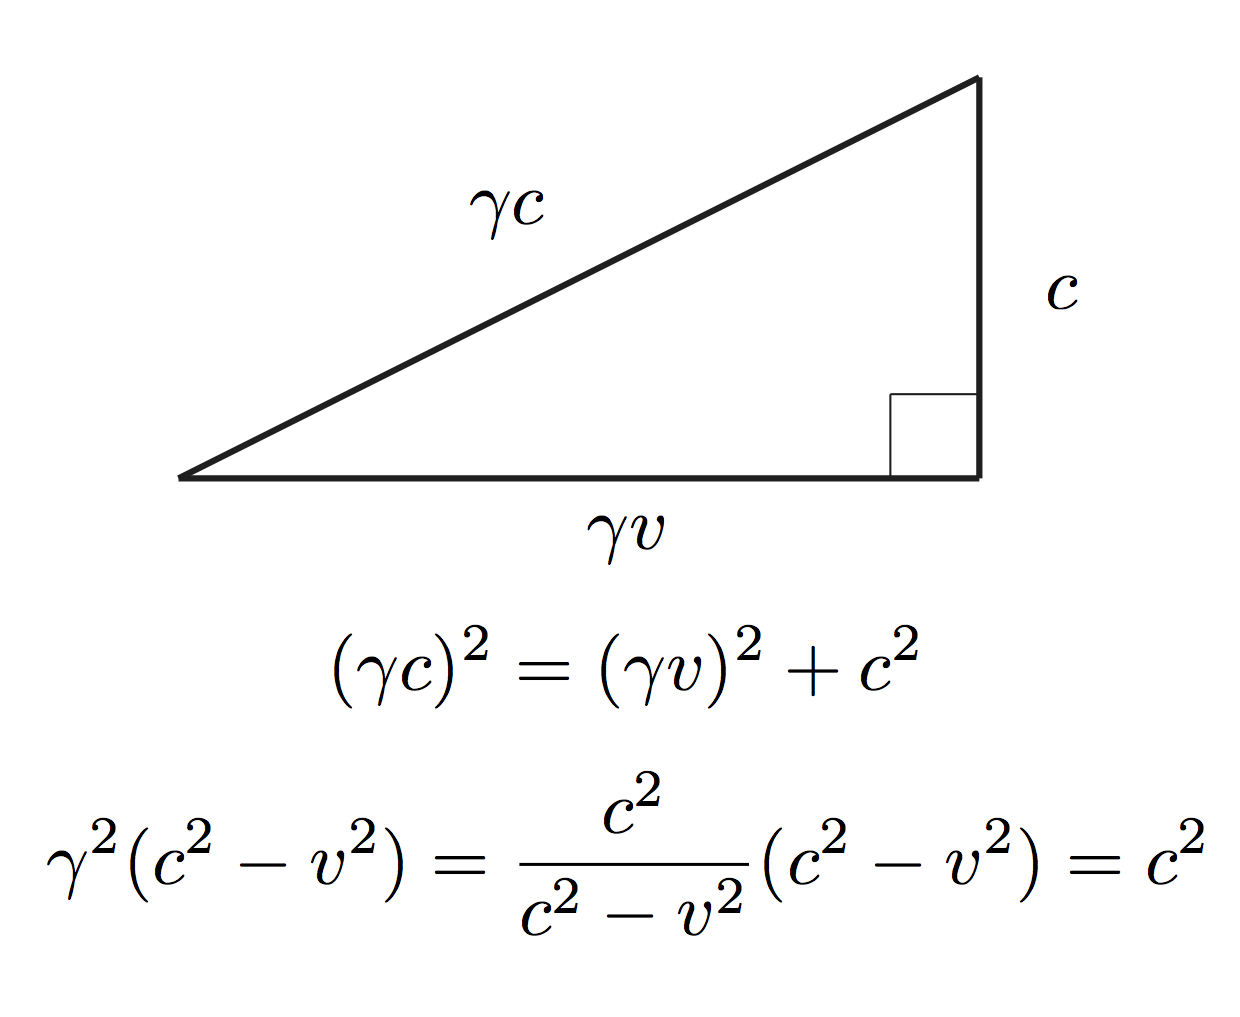 γc
c
γv
(γc)² = (γv)² + c²
γ²(c² − v²) = c²/(c² − v²) (c² − v²) = c²